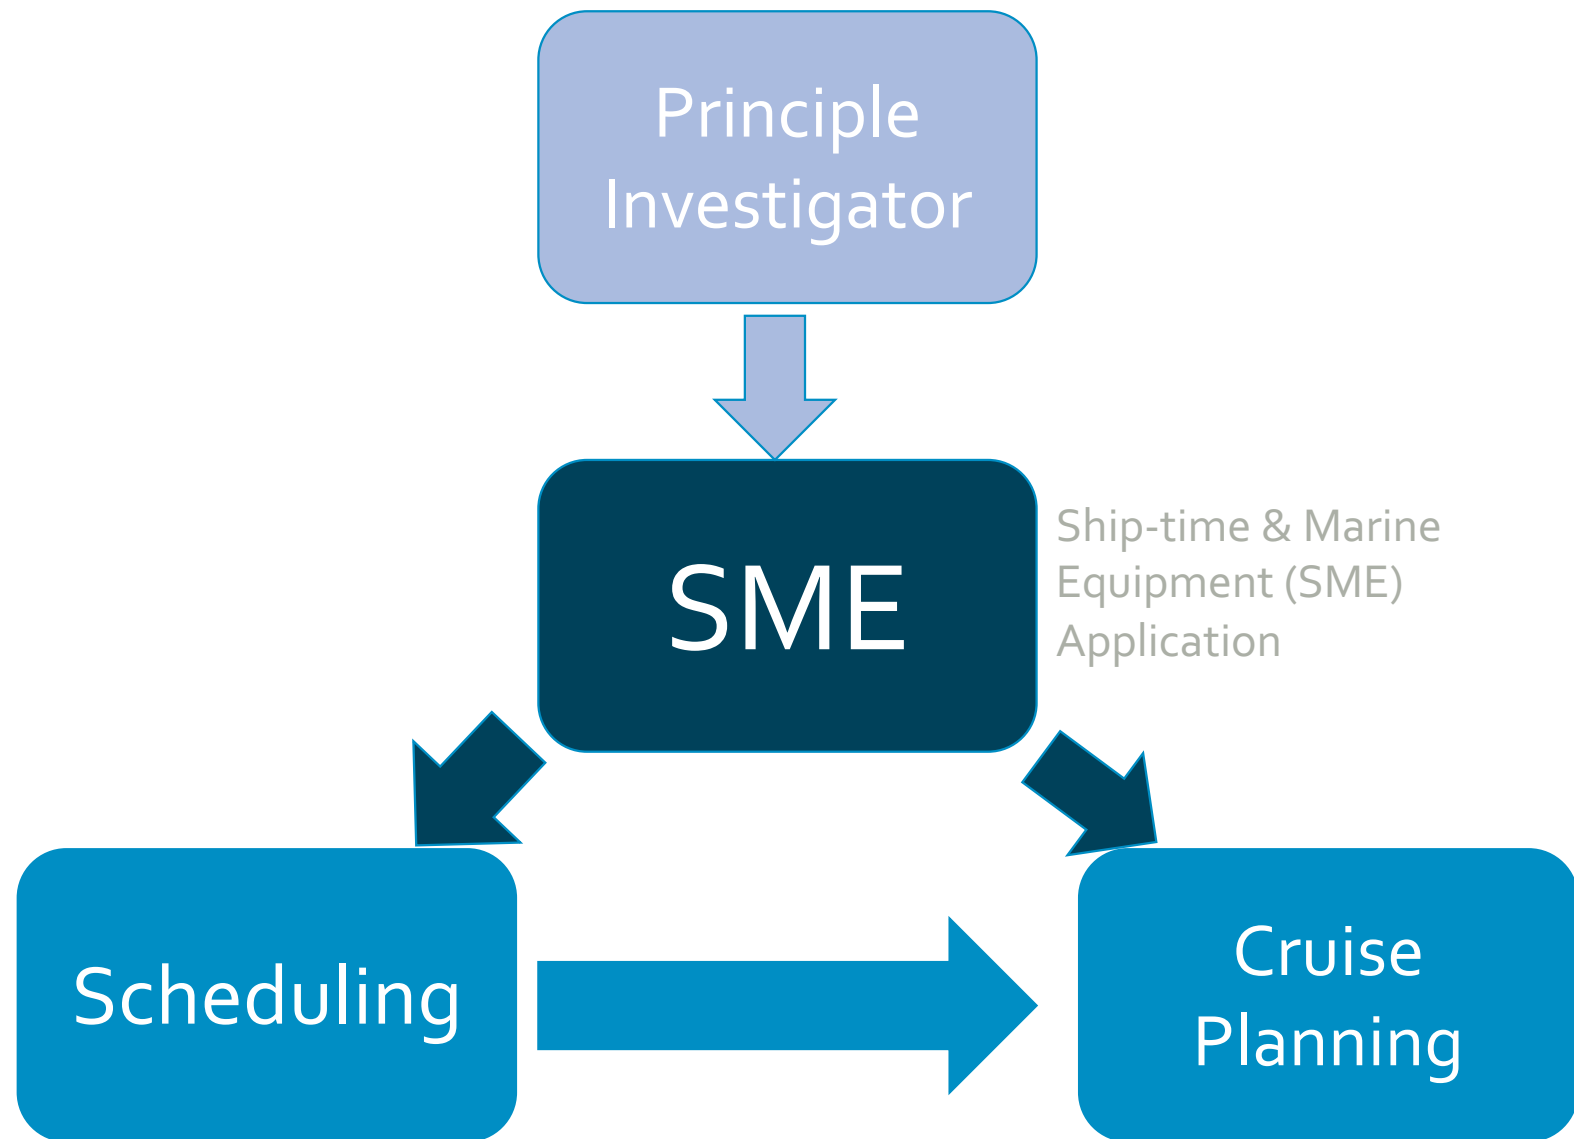 Principle
Investigator
SME
Ship-time & Marine
Equipment (SME)
Application
Scheduling
Cruise
Planning